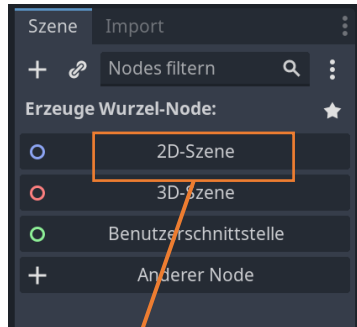 Szene Import
Nodes filtern
Erzeuge Wurzel-Node:
2D-Szene
3D-Szene
Benutzerschnittstelle
Anderer Node